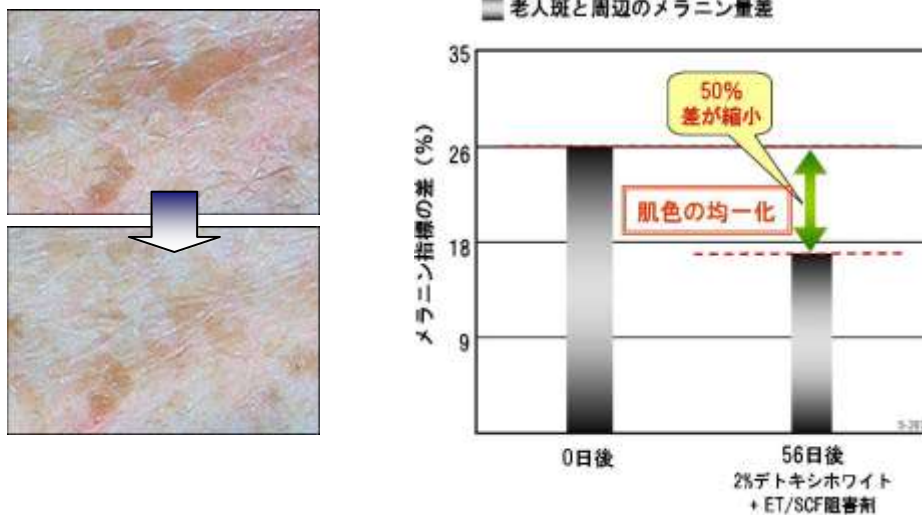 老人斑と周辺のメラニン量差
35
50%
差が縮小
26
肌色の均一化
18
9
メラニン指標の差（%）
0日後
56日後
2%デトキシホワイト
+ ET/SCF阻害剤